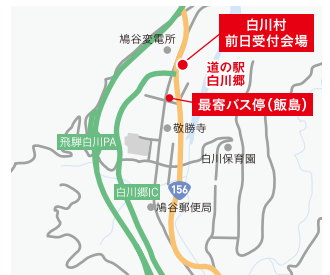 白川村
前日受付会場
鳩谷変電所
道の駅
白川郷
最寄バス停(飯島)
敬勝寺
飛騨白川PA
白川保育園
白川郷IC
156
鳩谷郵便局